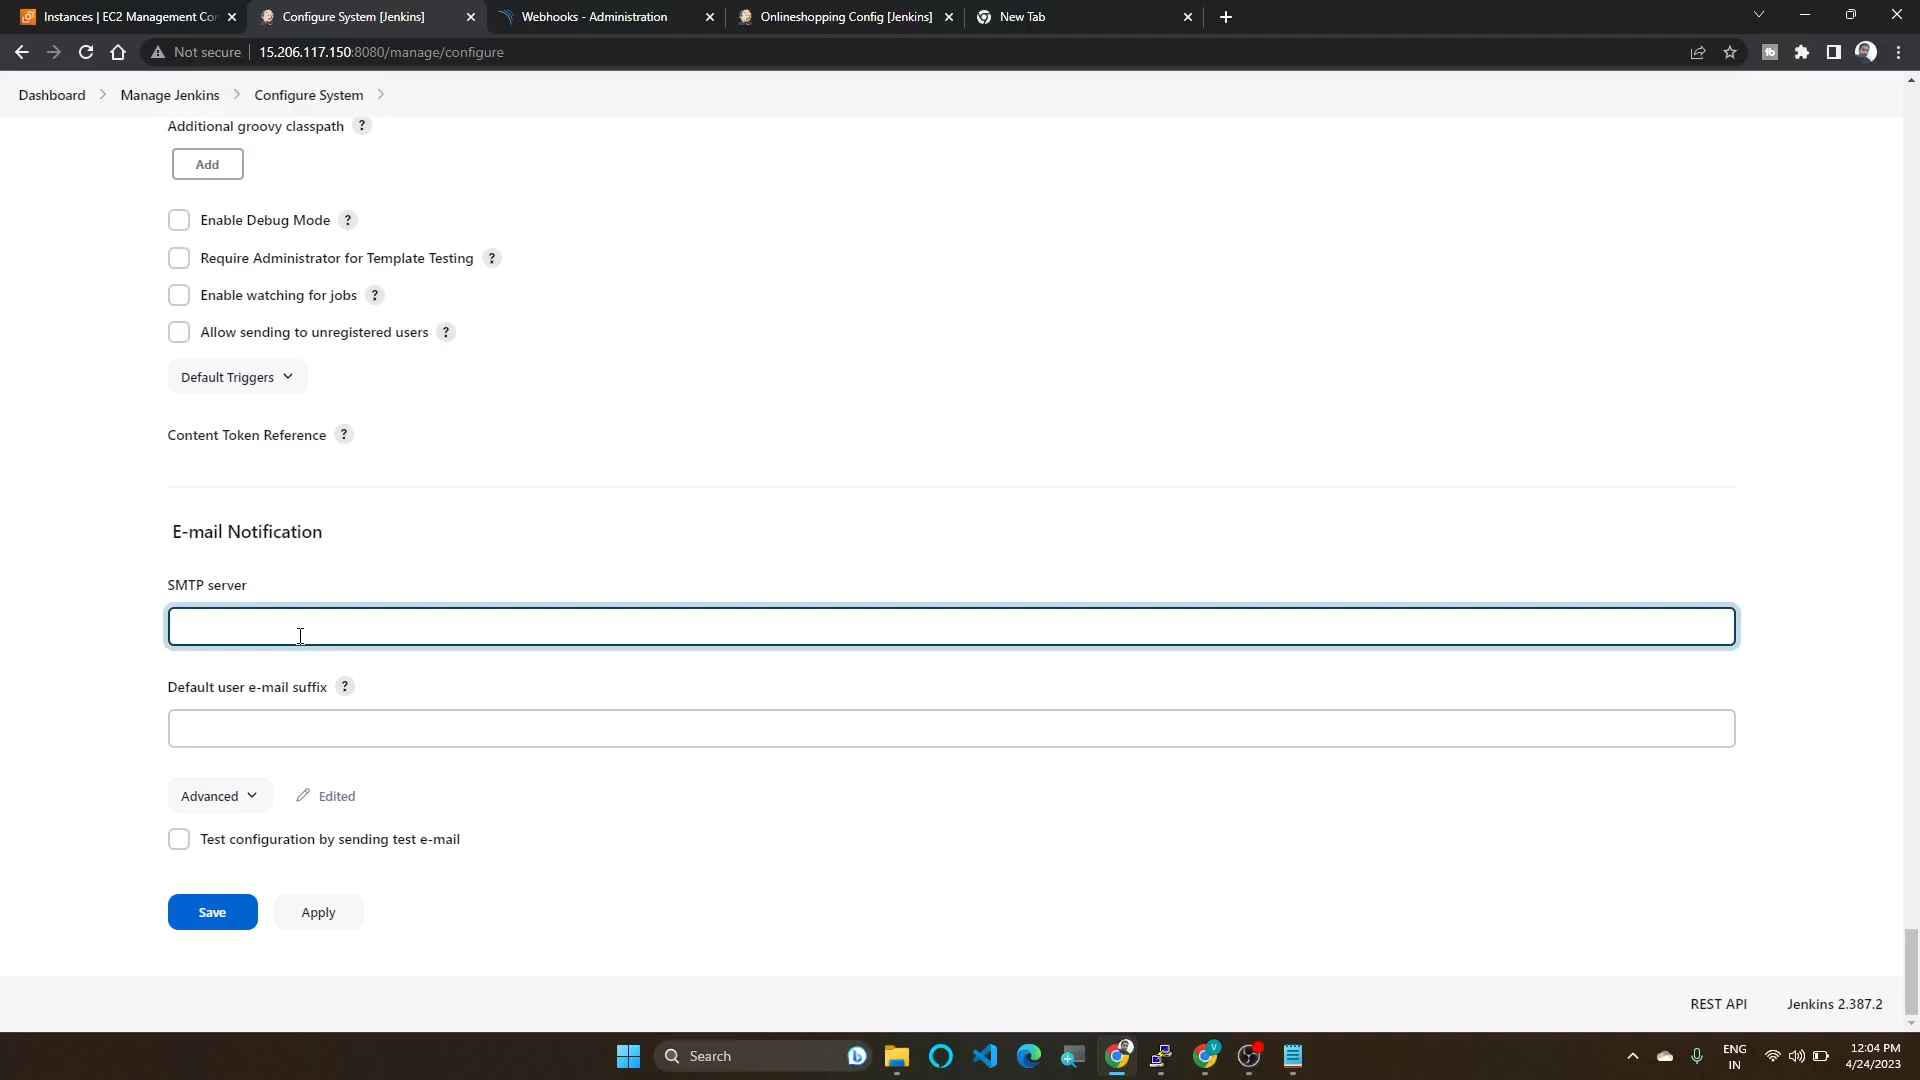 Instances | EC2 Management Cor
Configure System [Jenkins]
Webhooks - Administration
Onlineshopping Config [Jenkins]
New Tab
Not secure
15.206.117.150:8080/manage/configure
Dashboard
Manage Jenkins
Configure System
Additional groovy classpath ?
Add
Enable Debug Mode ?
Require Administrator for Template Testing ?
Enable watching for jobs ?
Allow sending to unregistered users ?
Default Triggers
Content Token Reference ?
E-mail Notification
SMTP server
Default user e-mail suffix ?
Advanced
Edited
Test configuration by sending test e-mail
Save
Apply
REST API
Jenkins 2.387.2
Search
V
ENG
IN
12:04 PM
4/24/2023